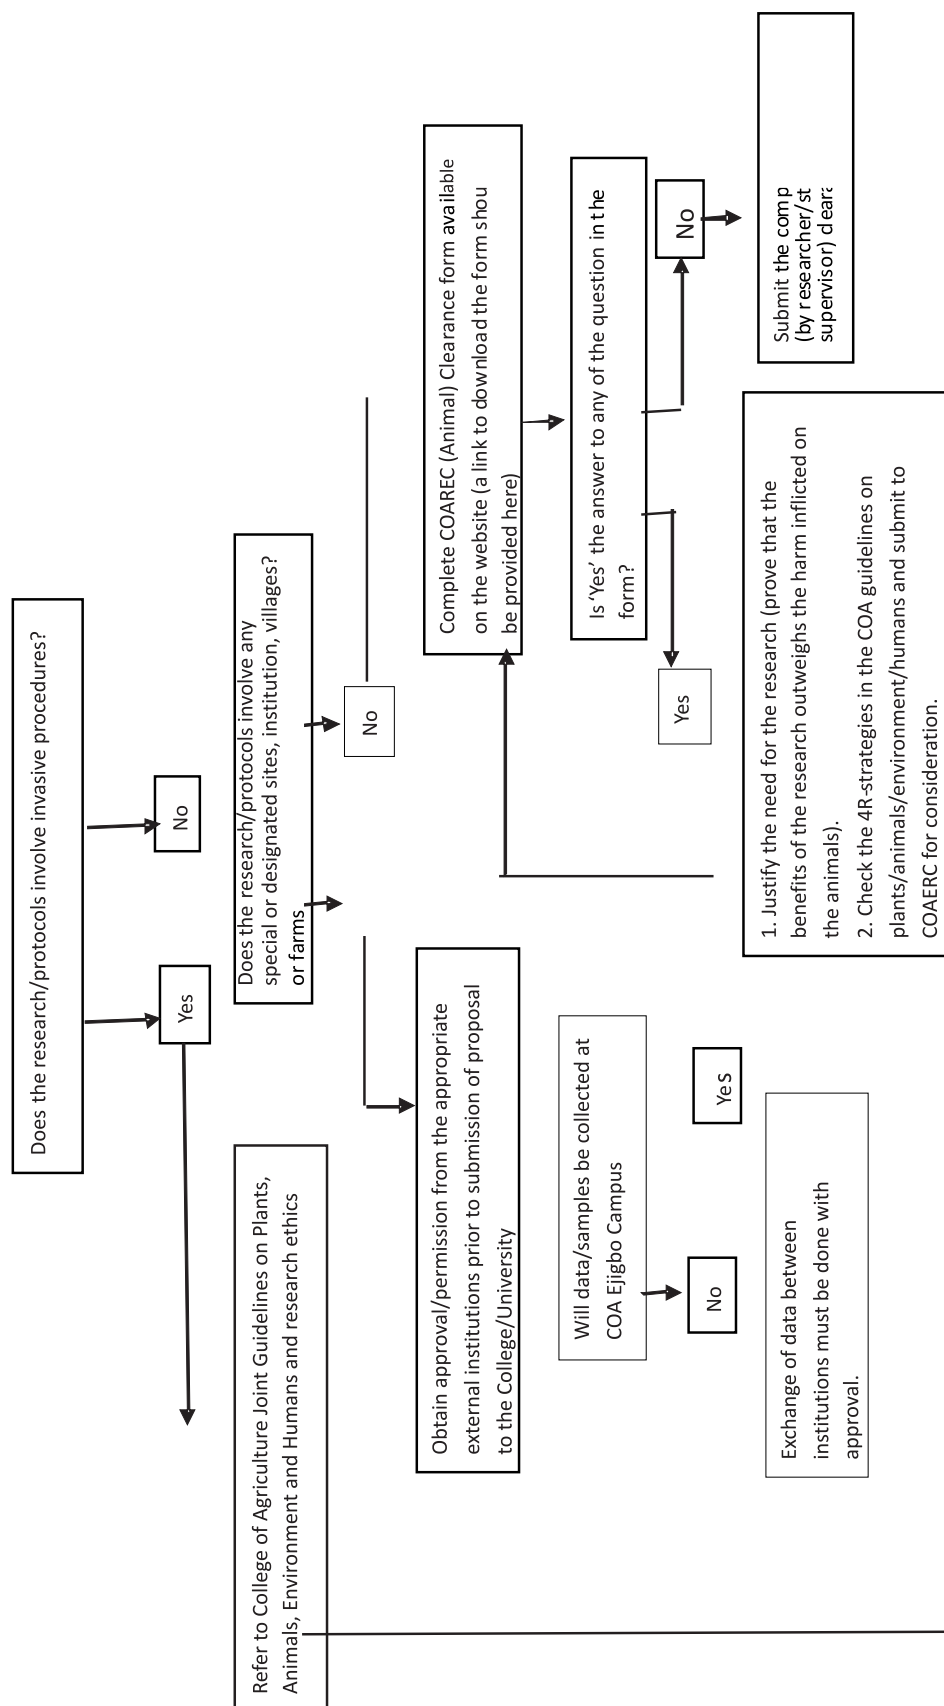 Does the research/protocols involve invasive procedures?
Yes
No
Refer to College of Agriculture Joint Guidelines on Plants,
Animals, Environment and Humans and research ethics
Does the research/protocols involve any
special or designated sites, institution, villages?
or farms
No
Obtain approval/permission from the appropriate
external institutions prior to submission of proposal
to the College/University
Complete COAREC (Animal) Clearance form available
on the website (a link to download the form shou
be provided here)
Will data/samples be collected at
COA Ejigbo Campus
Is ‘Yes’ the answer to any of the question in the
form?
No
Yes
Yes
No
Exchange of data between
institutions must be done with
approval.
1. Justify the need for the research (prove that the
benefits of the research outweighs the harm inflicted on
the animals).
2. Check the 4R-strategies in the COA guidelines on
plants/animals/environment/humans and submit to
COAERC for consideration.
Submit the comp
(by researcher/st
supervisor)